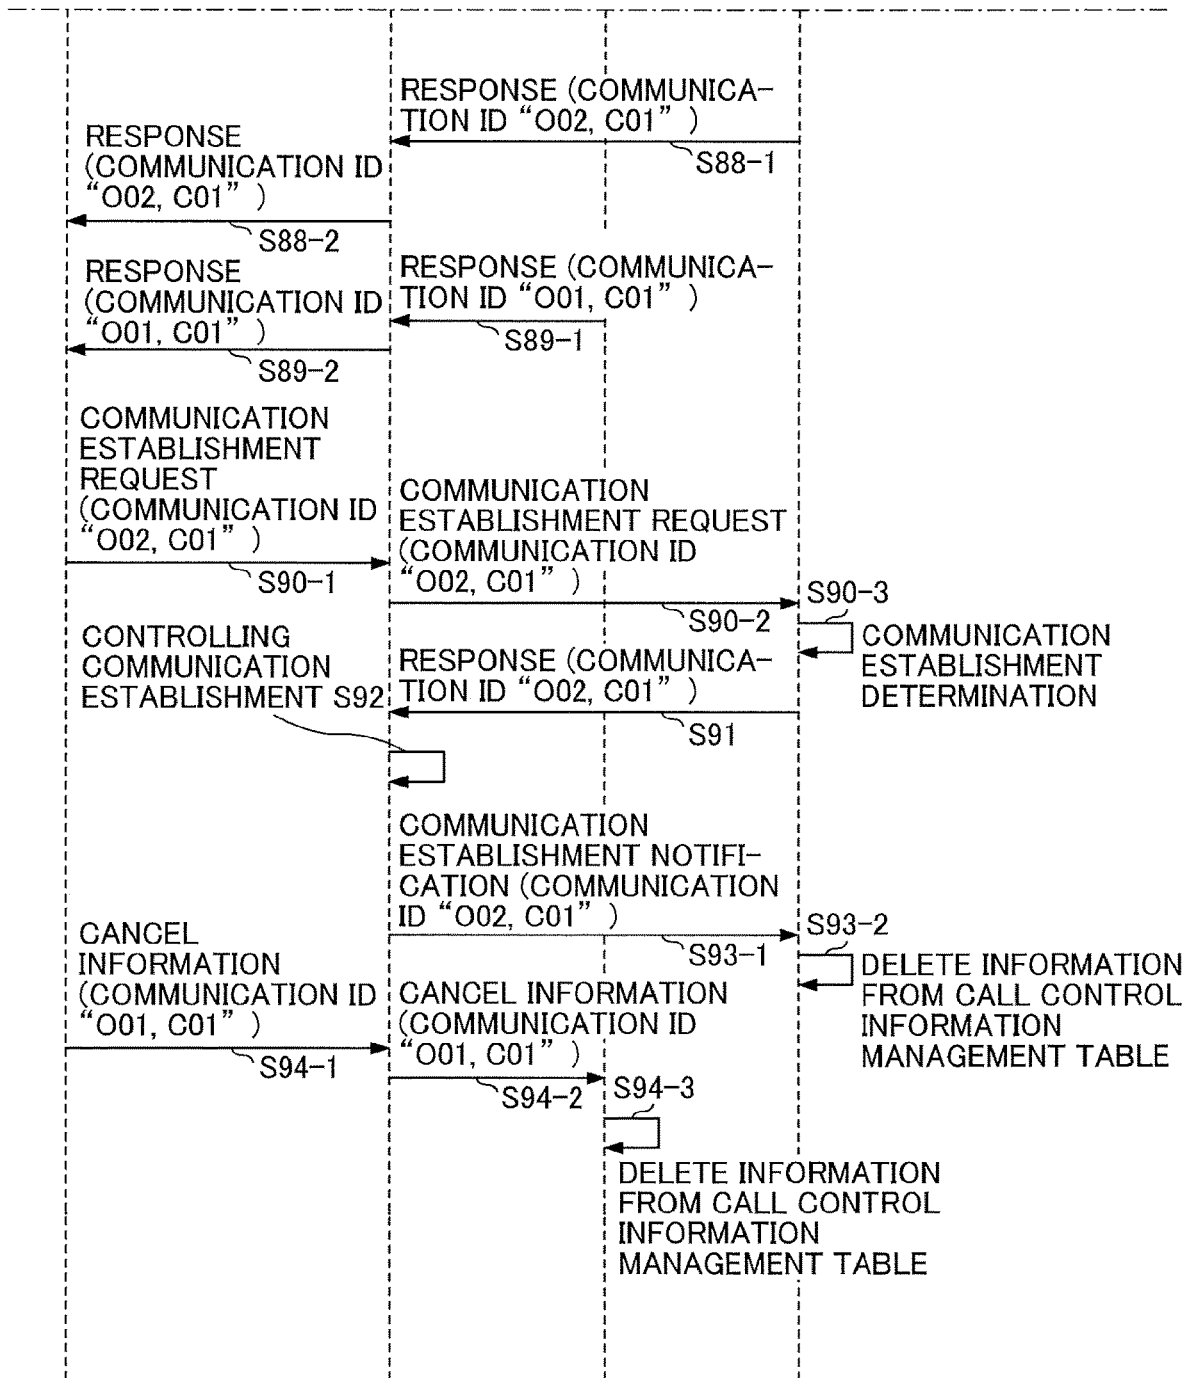 RESPONSE (COMMUNICA-
TION ID “O02, C01” )
S88-1
RESPONSE
(COMMUNICATION ID
“O02, C01” )
S88-2
RESPONSE (COMMUNICA-
TION ID “O01, C01” )
S89-1
RESPONSE
(COMMUNICATION ID
“O01, C01” )
S89-2
COMMUNICATION
ESTABLISHMENT
REQUEST
(COMMUNICATION ID
“O02, C01” )
S90-1
COMMUNICATION
ESTABLISHMENT REQUEST
(COMMUNICATION ID
“O02, C01” )
S90-2
S90-3
COMMUNICATION
ESTABLISHMENT
DETERMINATION
RESPONSE (COMMUNICA-
TION ID “O02, C01” )
S91
CONTROLLING
COMMUNICATION
ESTABLISHMENT S92
COMMUNICATION
ESTABLISHMENT NOTIFI-
CATION (COMMUNICATION
ID “O02, C01” )
S93-1
S93-2
DELETE INFORMATION
FROM CALL CONTROL
INFORMATION
MANAGEMENT TABLE
CANCEL
INFORMATION
(COMMUNICATION ID
“O01, C01” )
S94-1
CANCEL INFORMATION
(COMMUNICATION ID
“O01, C01” )
S94-2
S94-3
DELETE INFORMATION
FROM CALL CONTROL
INFORMATION
MANAGEMENT TABLE